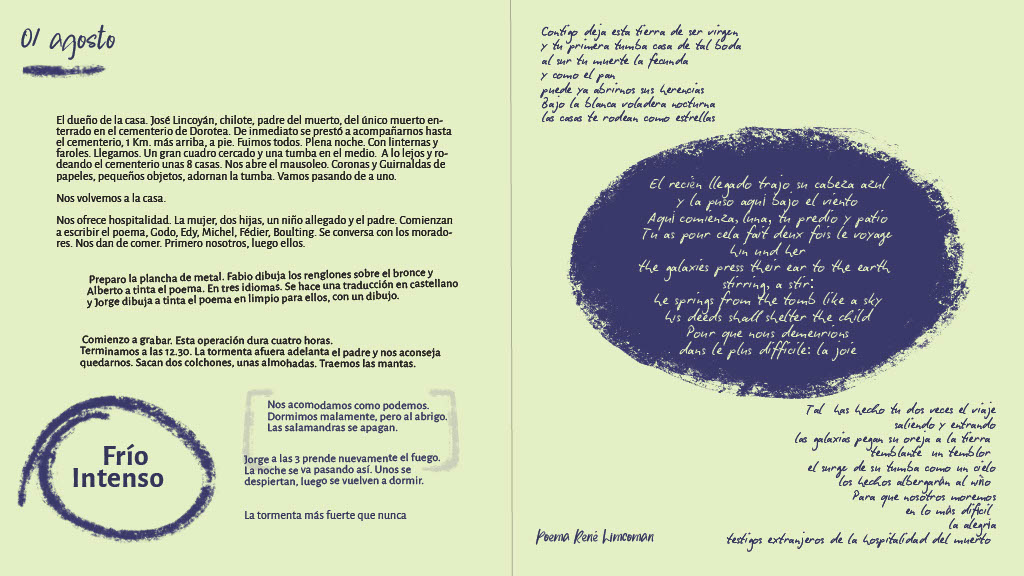 01 agosto
El dueño de la casa. José Lincoyán, chilote, padre del muerto, del único muerto en-
terrado en el cementerio de Dorotea. De inmediato se prestó a acompañarnos hasta
el cementerio, 1 Km. más arriba, a pie. Fuimos todos. Plena noche. Con linternas y
faroles. Llegamos. Un gran cuadro cercado y una tumba en el medio. A lo lejos y ro-
deando el cementerio unas 8 casas. Nos abre el mausoleo. Coronas y Guirnaldas de
papeles, pequeños objetos, adornan la tumba. Vamos pasando de a uno.
Nos volvemos a la casa.
Nos ofrece hospitalidad. La mujer, dos hijas, un niño allegado y el padre. Comienzan
a escribir el poema, Godo, Edy, Michel, Fédier, Boulting. Se conversa con los morado-
res. Nos dan de comer. Primero nosotros, luego ellos.
Preparo la plancha de metal. Fabio dibuja los renglones sobre el bronce y
Alberto a tinta el poema. En tres idiomas. Se hace una traducción en castellano
y Jorge dibuja a tinta el poema en limpio para ellos, con un dibujo.
Comienzo a grabar. Esta operación dura cuatro horas.
Terminamos a las 12.30. La tormenta afuera adelanta el padre y nos aconseja
quedarnos. Sacan dos colchones, unas almohadas. Traemos las mantas.
Frío
Intenso
Nos acomodamos como podemos.
Dormimos malamente, pero al abrigo.
Las salamandras se apagan.
Jorge a las 3 prende nuevamente el fuego.
La noche se va pasando así. Unos se
despiertan, luego se vuelven a dormir.
La tormenta más fuerte que nunca
Contigo deja esta tierra de ser virgen
y tu primera tumba casa de tal boda
al sur tu muerte la fecunda
y como el pan
puede ya abrirnos sus herencias
Bajo la blanca voladera nocturna
las casas te rodean como estrellas
El recién llegado trajo su cabeza azul
y la puso aquí bajo el viento
Aquí comienza, luna, tu predio y patio
Tu as pour cela fait deux fois le voyage
hin und her
the galaxies press their ear to the earth
stirring, a stir:
he springs from the tomb like a sky
his deeds shall shelter the child
Pour que nous demeurions
dans le plus difficile: la joie
Tal has hecho tu dos veces el viaje
saliendo y entrando
las galaxias pegan su oreja a la tierra
temblante un temblor
el surge de su tumba como un cielo
los hechos albergarán al niño
Para que nosotros moremos
en lo más difícil
la alegria
testigos extranjeros de la hospitalidad del muerto
Poema René Limcoman